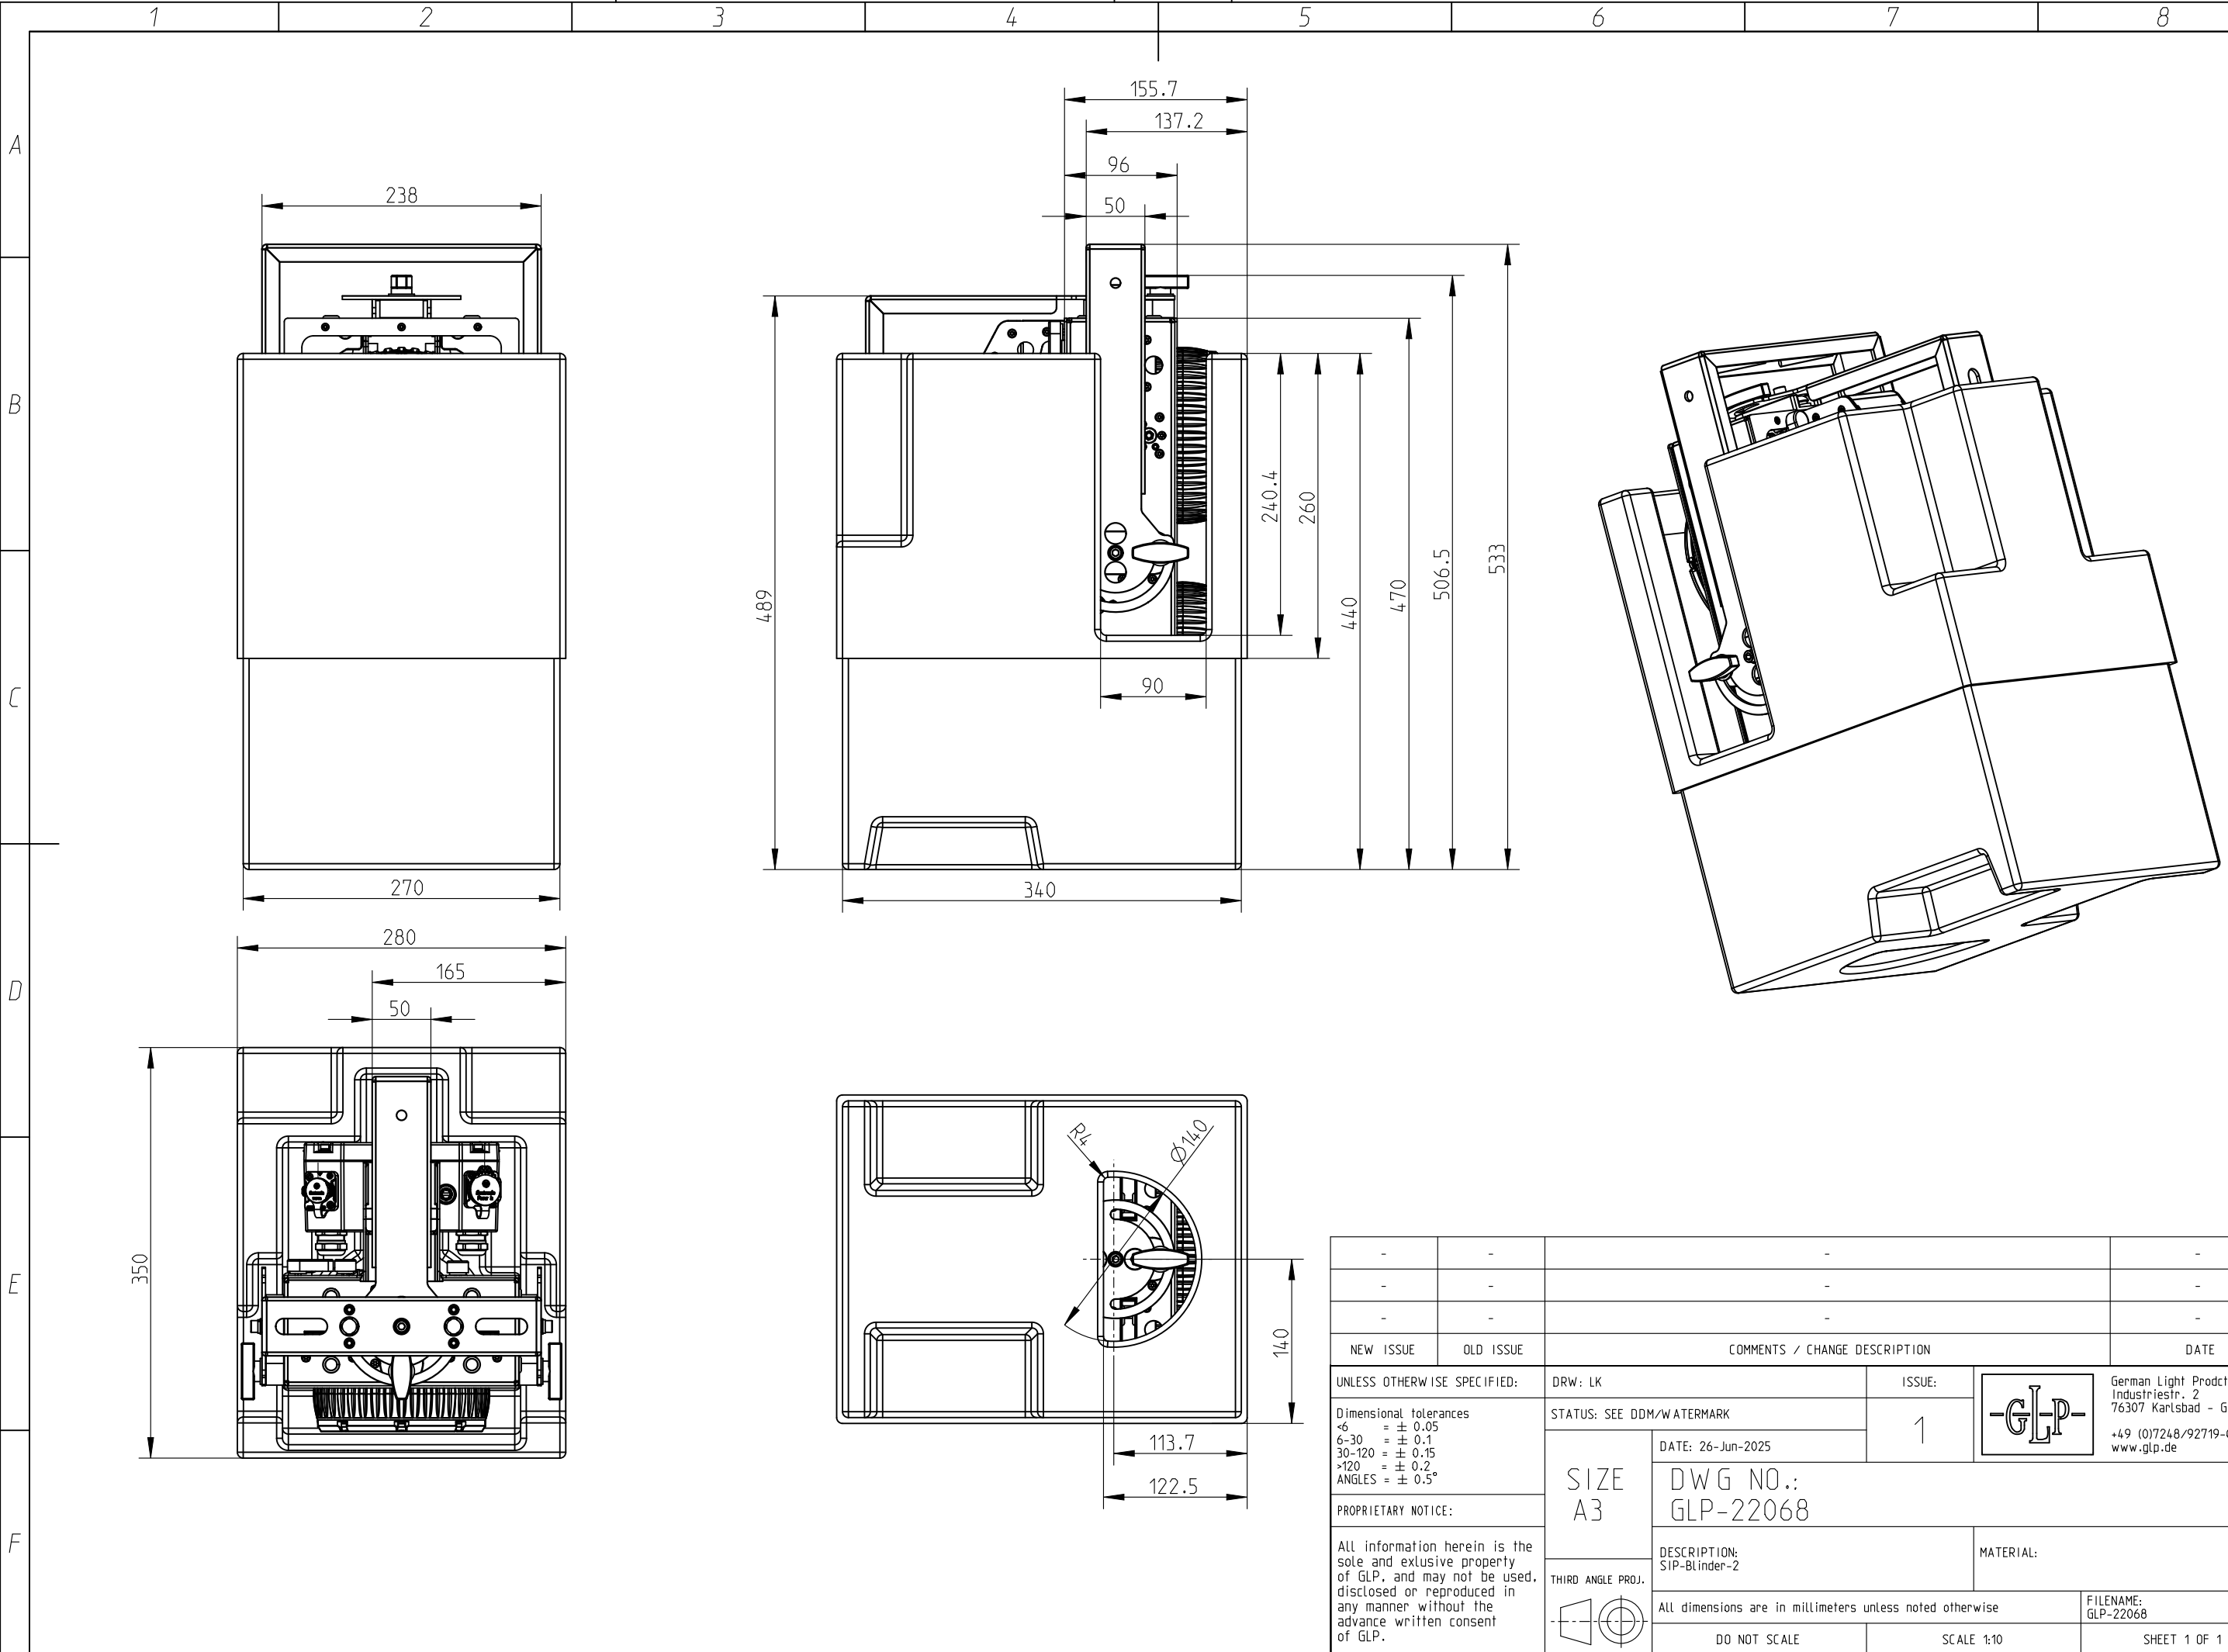 1 2 3 4 5 6 7 8
A
B
C
D
E
F
238
270
155.7
137.2
96
50
489
240.4
260
440
470
506.5
533
90
340
280
165
50
350
R4
Ø140
140
113.7
122.5
- - - -
- - - -
- - - -
NEW ISSUE OLD ISSUE COMMENTS / CHANGE DESCRIPTION DATE
UNLESS OTHERWISE SPECIFIED:
Dimensional tolerances
<6 = ± 0.05
6-30 = ± 0.1
30-120 = ± 0.15
>120 = ± 0.2
ANGLES = ± 0.5°
PROPRIETARY NOTICE:
All information herein is the
sole and exlusive property
of GLP, and may not be used,
disclosed or reproduced in
any manner without the
advance written consent
of GLP.
DRW: LK
STATUS: SEE DDM/WATERMARK
ISSUE:
1
GLP
German Light Prodct
Industriestr. 2
76307 Karlsbad - G
+49 (0)7248/92719-
www.glp.de
SIZE
A3
DATE: 26-Jun-2025
DWG NO.:
GLP-22068
THIRD ANGLE PROJ.
DESCRIPTION:
SIP-Blinder-2
MATERIAL:
All dimensions are in millimeters unless noted otherwise
FILENAME:
GLP-22068
DO NOT SCALE
SCALE 1:10
SHEET 1 OF 1